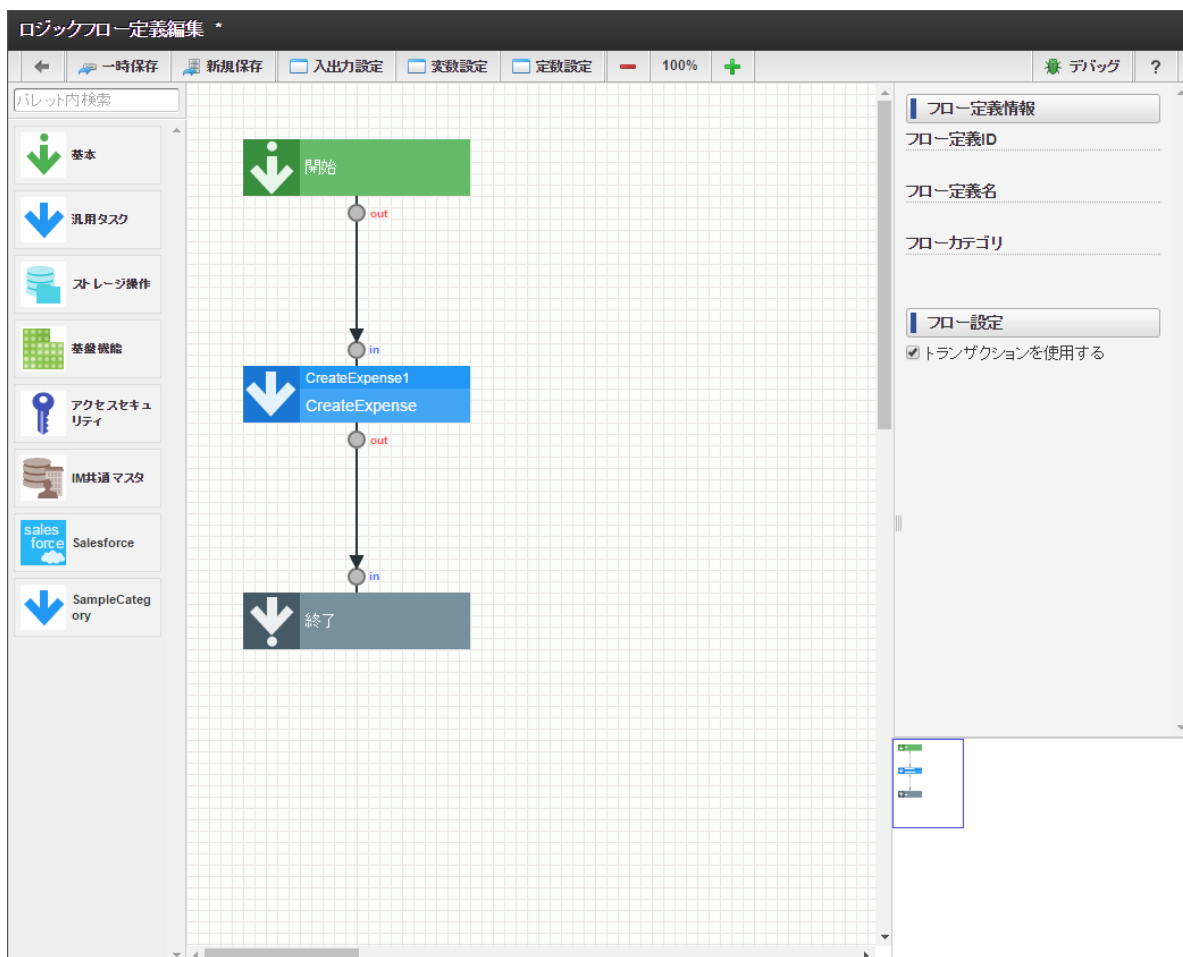 ロジックフロー定義編集 *
一時保存 新規保存 入出力設定 変数設定 定数設定 100% デバッグ ?
パレット内検索
基本
汎用タスク
ストレージ操作
基盤機能
アクセスセキュ
リティ
IM共通マスタ
sales
force
Salesforce
SampleCateg
ory
開始
out
in
CreateExpense1
CreateExpense
out
in
終了
フロー定義情報
フロー定義ID
フロー定義名
フローカテゴリ
フロー設定
トランザクションを使用する